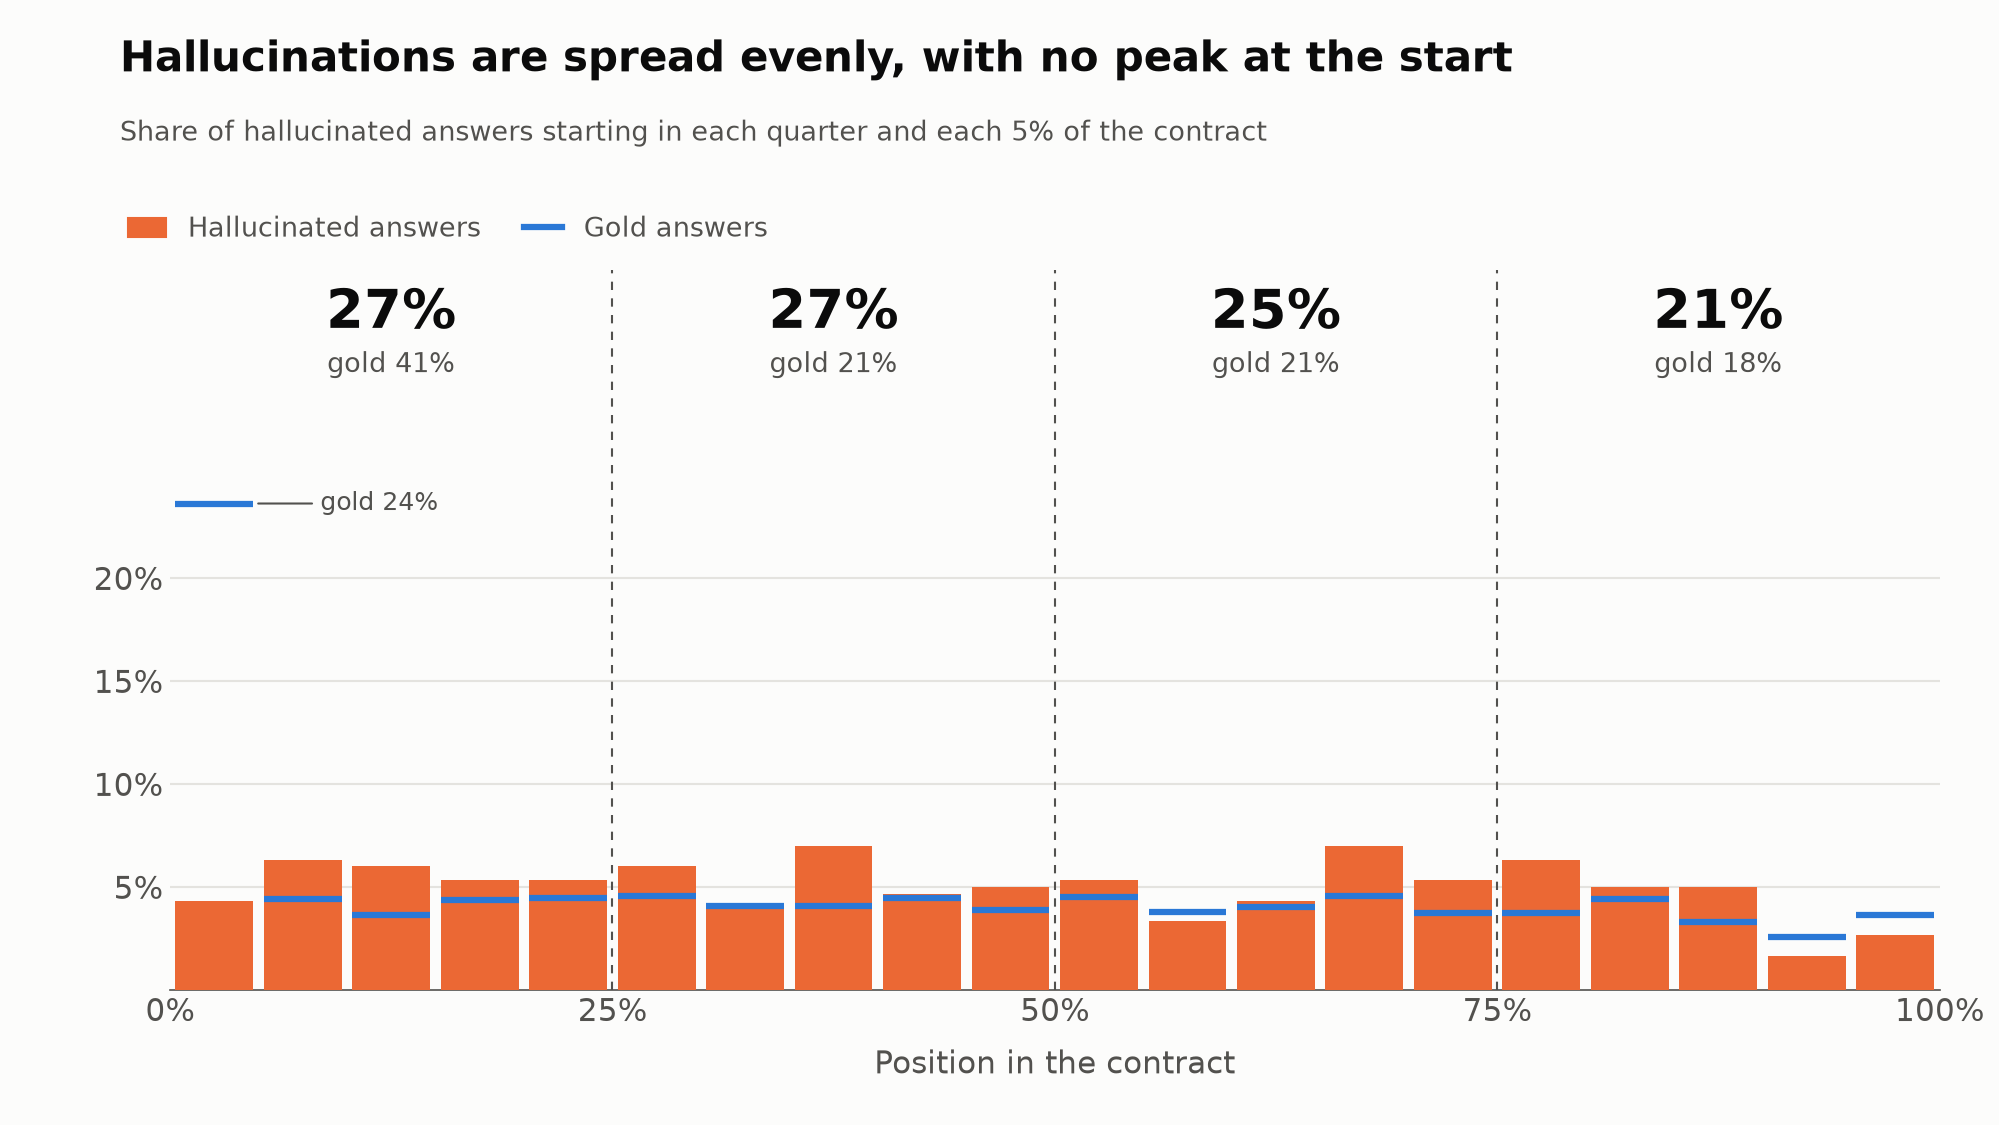 Hallucinations are spread evenly, with no peak at the start
Share of hallucinated answers starting in each quarter and each 5% of the contract
Hallucinated answers Gold answers
27% 27% 25% 21%
gold 41% gold 21% gold 21% gold 18%
gold 24%
20%
15%
10%
5%
0% 25% 50% 75% 100%
Position in the contract